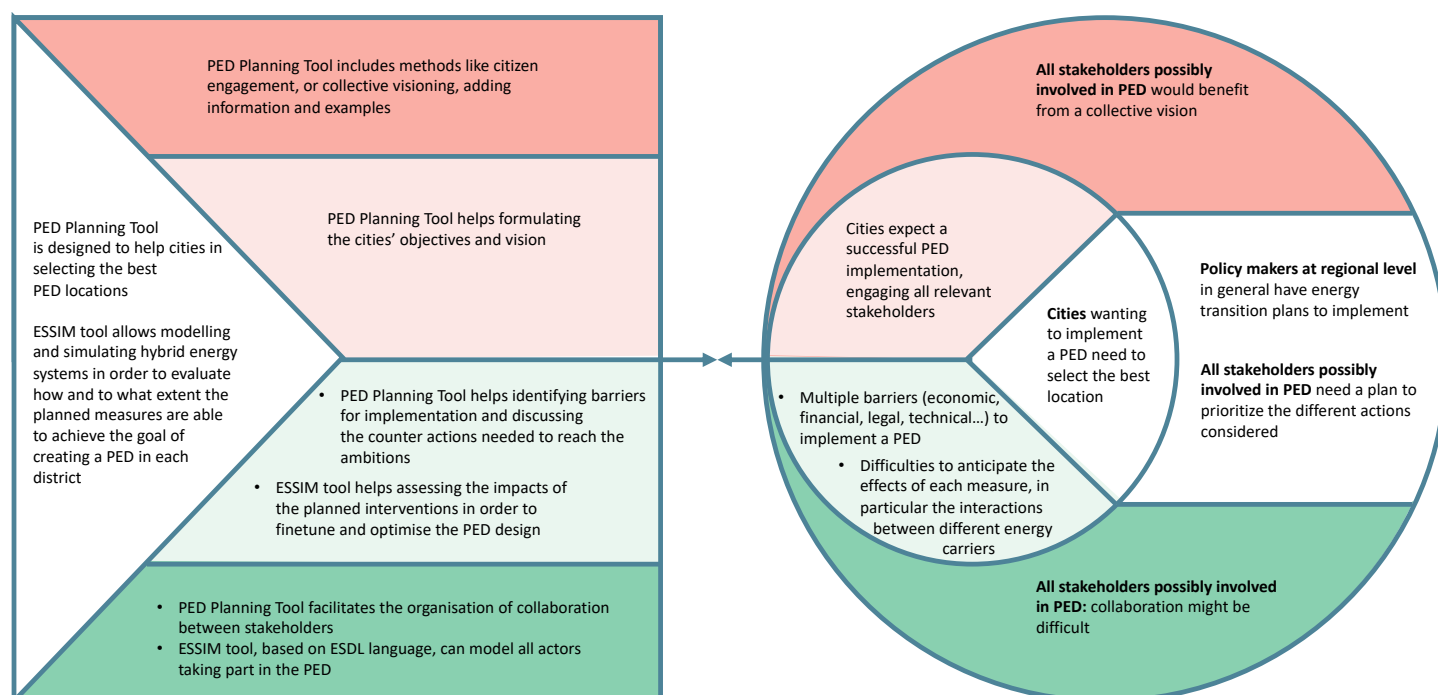 PED Planning Tool includes methods like citizen
engagement, or collective visioning, adding
information and examples
PED Planning Tool helps formulating
the cities' objectives and vision
PED Planning Tool
is designed to help cities in
selecting the best
PED locations
ESSIM tool allows modelling
and simulating hybrid energy
systems in order to evaluate
how and to what extent the
planned measures are able
to achieve the goal of
creating a PED in each
district
• PED Planning Tool helps identifying barriers
for implementation and discussing
the counter actions needed to reach the
ambitions
• ESSIM tool helps assessing the impacts of
the planned interventions in order to
finetune and optimise the PED design
• PED Planning Tool facilitates the organisation of collaboration
between stakeholders
• ESSIM tool, based on ESDL language, can model all actors
taking part in the PED
All stakeholders possibly
involved in PED would benefit
from a collective vision
Cities expect a
successful PED
implementation,
engaging all relevant
stakeholders
Cities wanting
to implement
a PED need to
select the best
location
Policy makers at regional level
in general have energy
transition plans to implement
All stakeholders possibly
involved in PED need a plan to
prioritize the different actions
considered
• Multiple barriers (economic,
financial, legal, technical…) to
implement a PED
• Difficulties to anticipate the
effects of each measure, in
particular the interactions
between different energy
carriers
All stakeholders possibly involved
in PED: collaboration might be
difficult